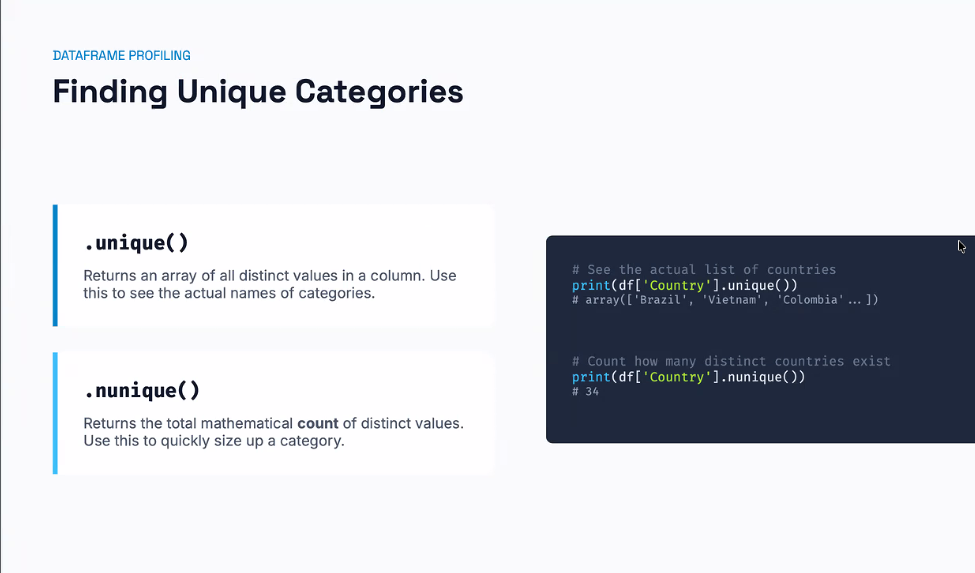 DATAFRAME PROFILING
Finding Unique Categories
.unique()
Returns an array of all distinct values in a column. Use
this to see the actual names of categories.
.nunique()
Returns the total mathematical count of distinct values.
Use this to quickly size up a category.
# See the actual list of countries
print(df['Country'].unique())
# array(['Brazil', 'Vietnam', 'Colombia'...])
# Count how many distinct countries exist
print(df['Country'].nunique())
# 34